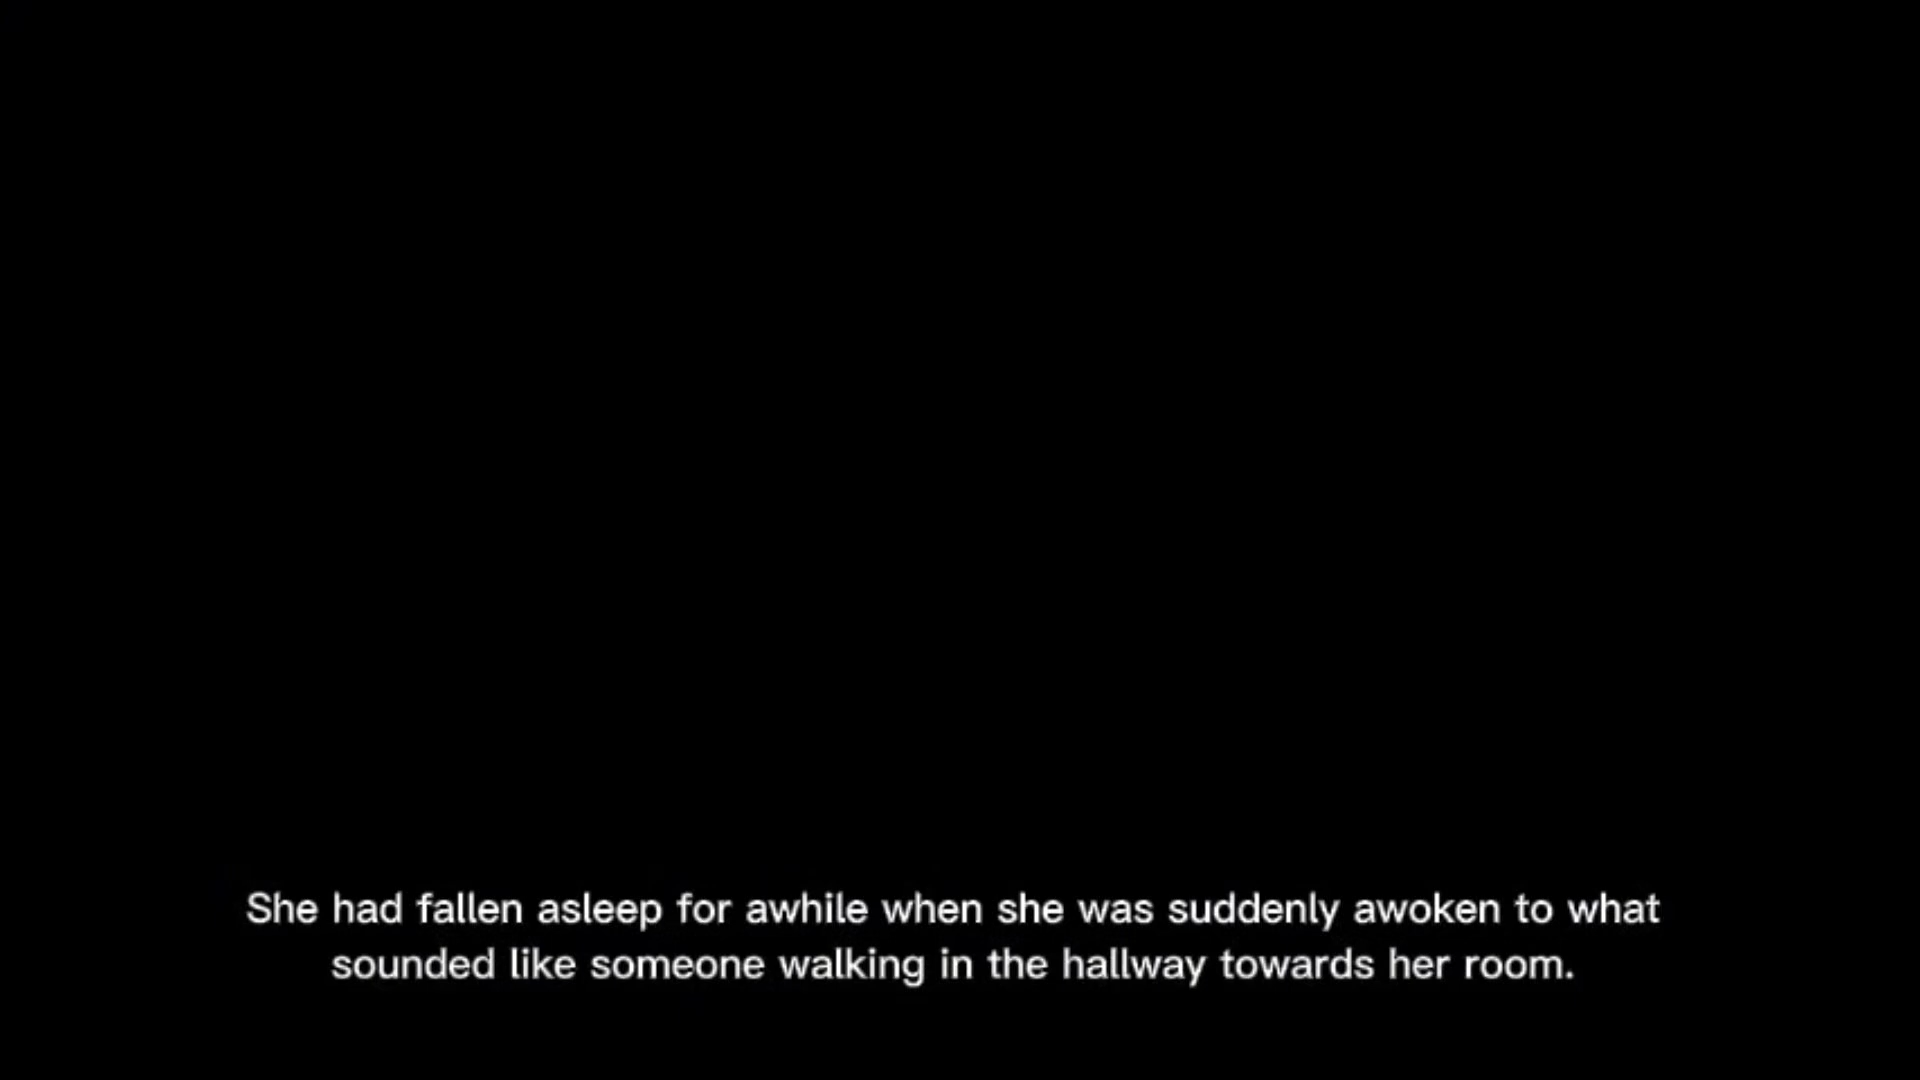 She had fallen asleep for awhile when she was suddenly awoken to what
sounded like someone walking in the hallway towards her room.